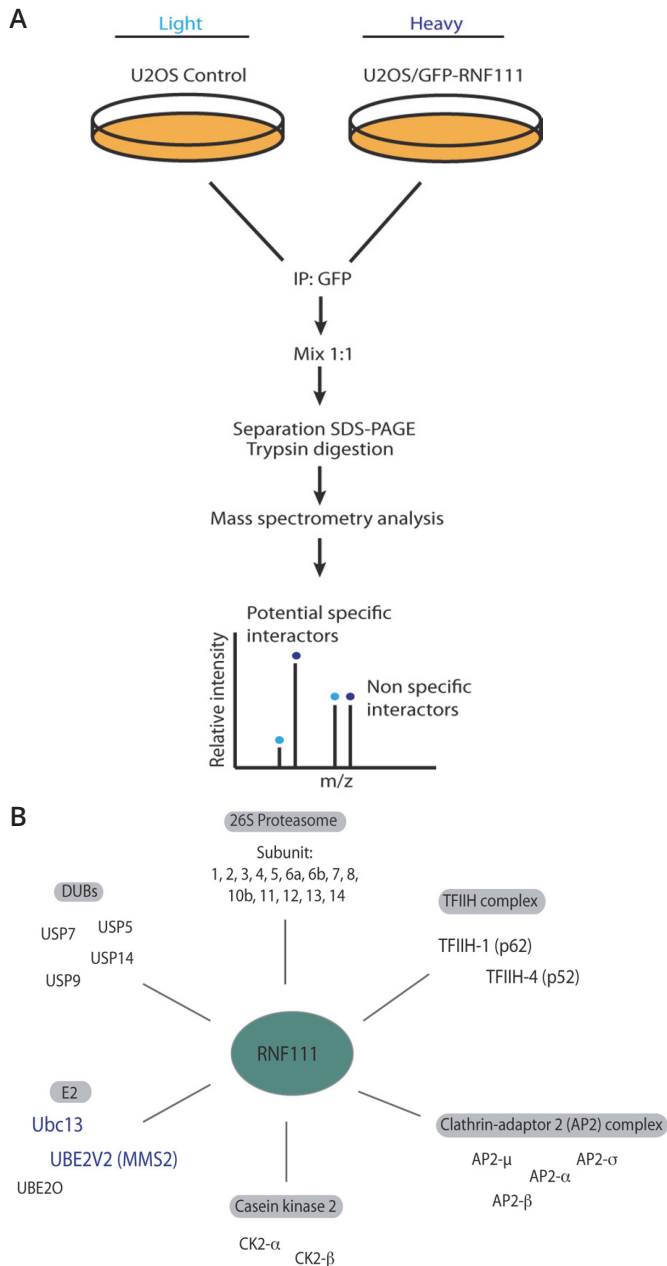 A
Light
Heavy
U2OS Control
U2OS/GFP-RNF111
IP: GFP
Mix 1:1
Separation SDS-PAGE
Trypsin digestion
Mass spectrometry analysis
Potential specific
interactors
Non specific
interactors
Relative intensity
m/z
B
26S Proteasome
Subunit:
1, 2, 3, 4, 5, 6a, 6b, 7, 8,
10b, 11, 12, 13, 14
DUBs
USP7
USP5
USP14
USP9
TFIIH complex
TFIIH-1 (p62)
TFIIH-4 (p52)
RNF111
E2
Ubc13
UBE2V2 (MMS2)
UBE2O
Casein kinase 2
CK2-α
CK2-β
Clathrin-adaptor 2 (AP2) complex
AP2-μ
AP2-σ
AP2-α
AP2-β